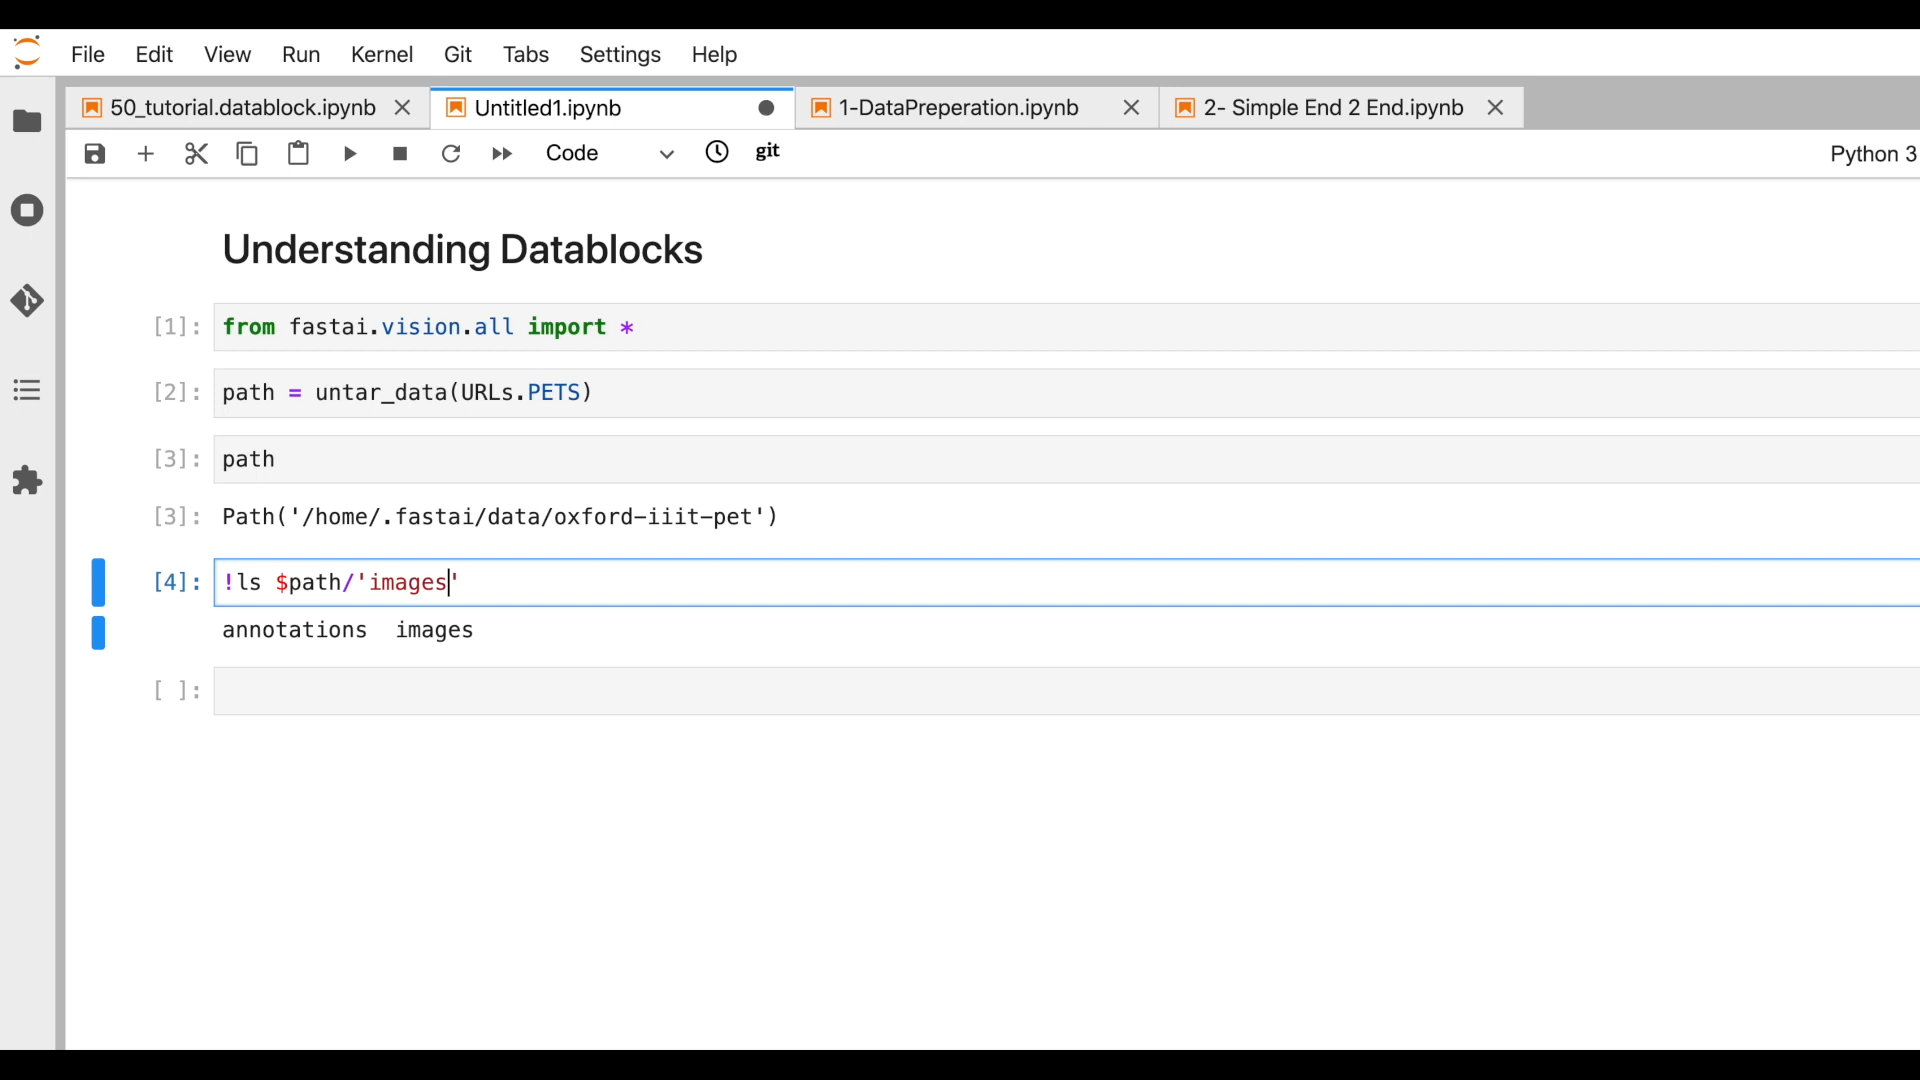 File Edit View Run Kernel Git Tabs Settings Help
50_tutorial.datablock.ipynb Untitled1.ipynb 1-DataPreperation.ipynb 2- Simple End 2 End.ipynb
Code git Python 3
Understanding Datablocks
[1]: from fastai.vision.all import *
[2]: path = untar_data(URLs.PETS)
[3]: path
[3]: Path('/home/.fastai/data/oxford-iiit-pet')
[4]: !ls $path/'images'
annotations images
[ ]: